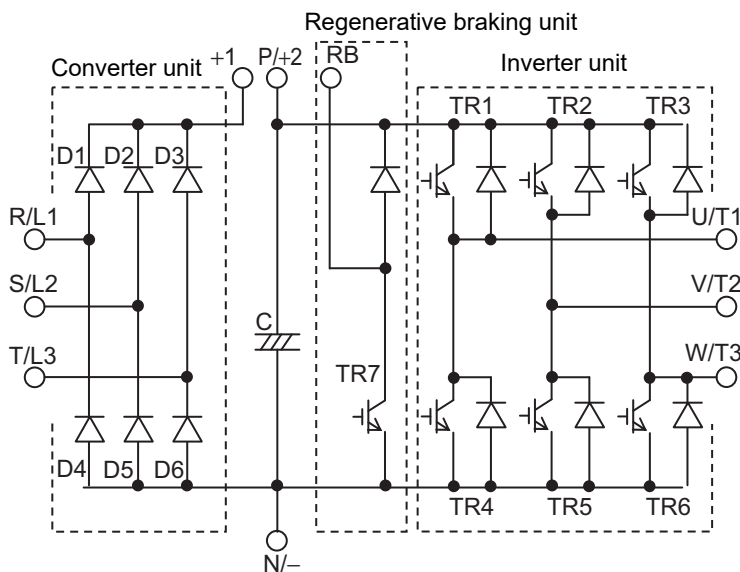 Regenerative braking unit
Converter unit
+1
P/+2
RB
Inverter unit
TR1
TR2
TR3
D1
D2
D3
R/L1
U/T1
S/L2
V/T2
C
T/L3
TR7
W/T3
D4
D5
D6
TR4
TR5
TR6
N/−